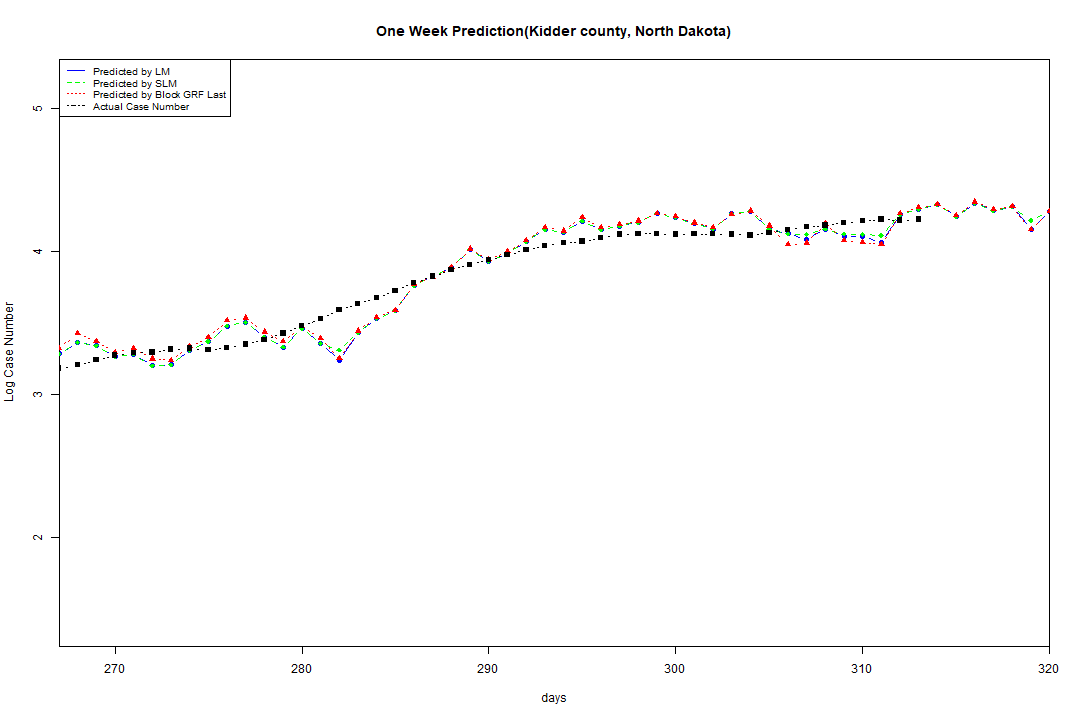 One Week Prediction(Kidder county, North Dakota)
Predicted by LM
Predicted by SLM
Predicted by Block GRF Last
Actual Case Number
5
4
3
2
Log Case Number
270 280 290 300 310 320
days